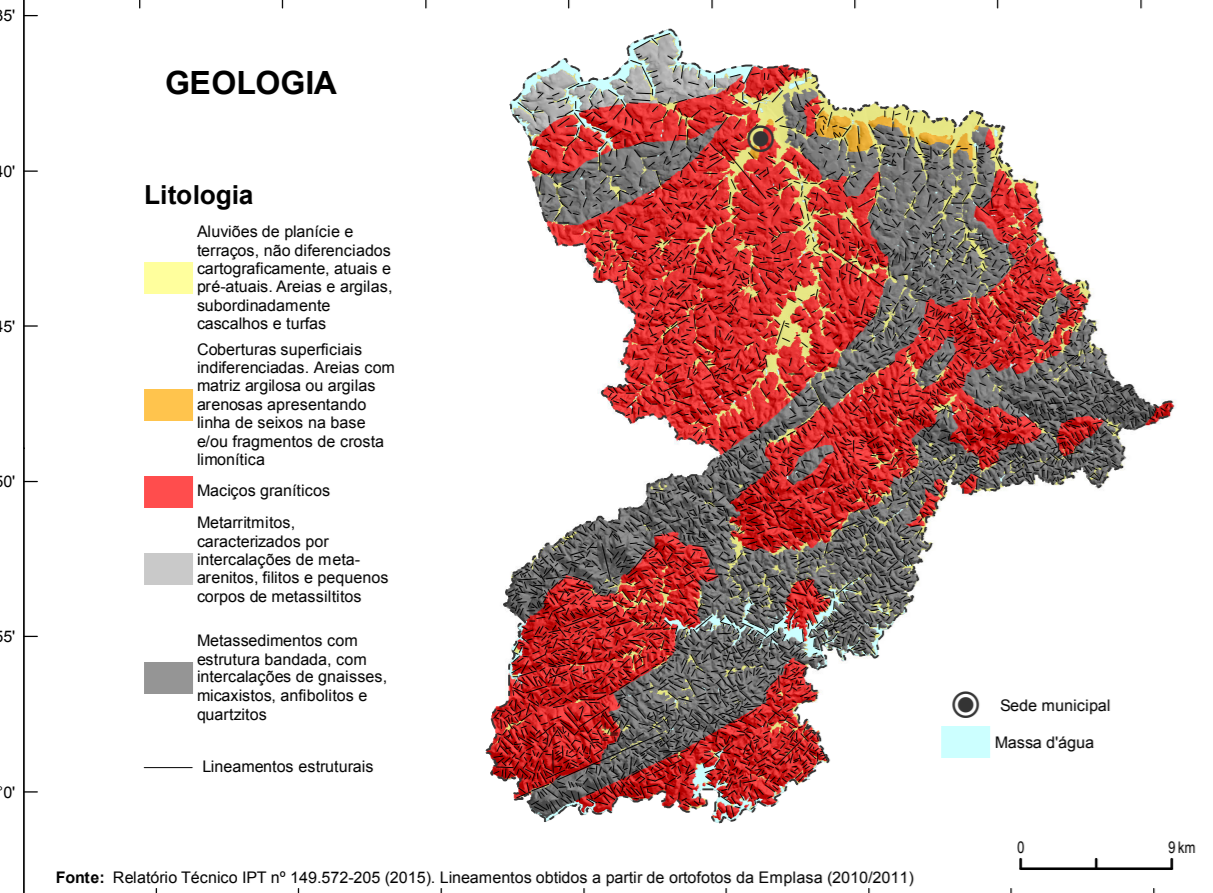 35'
GEOLOGIA
40'
Litologia
Aluviões de planície e
terraços, não diferenciados
cartograficamente, atuais e
pré-atuais. Areias e argilas,
subordinadamente
cascalhos e turfas
45'
Coberturas superficiais
indiferenciadas. Areias com
matriz argilosa ou argilas
arenosas apresentando
linha de seixos na base
e/ou fragmentos de crosta
limonítica
50'
Maciços graníticos
Metarritmitos,
caracterizados por
intercalações de meta-
arenitos, filitos e pequenos
corpos de metassiltitos
55'
Metassedimentos com
estrutura bandada, com
intercalações de gnaisses,
micaxistos, anfibolitos e
quartzitos
Sede municipal
Massa d'água
Lineamentos estruturais
°0'
0 9 km
Fonte: Relatório Técnico IPT nº 149.572-205 (2015). Lineamentos obtidos a partir de ortofotos da Emplasa (2010/2011)